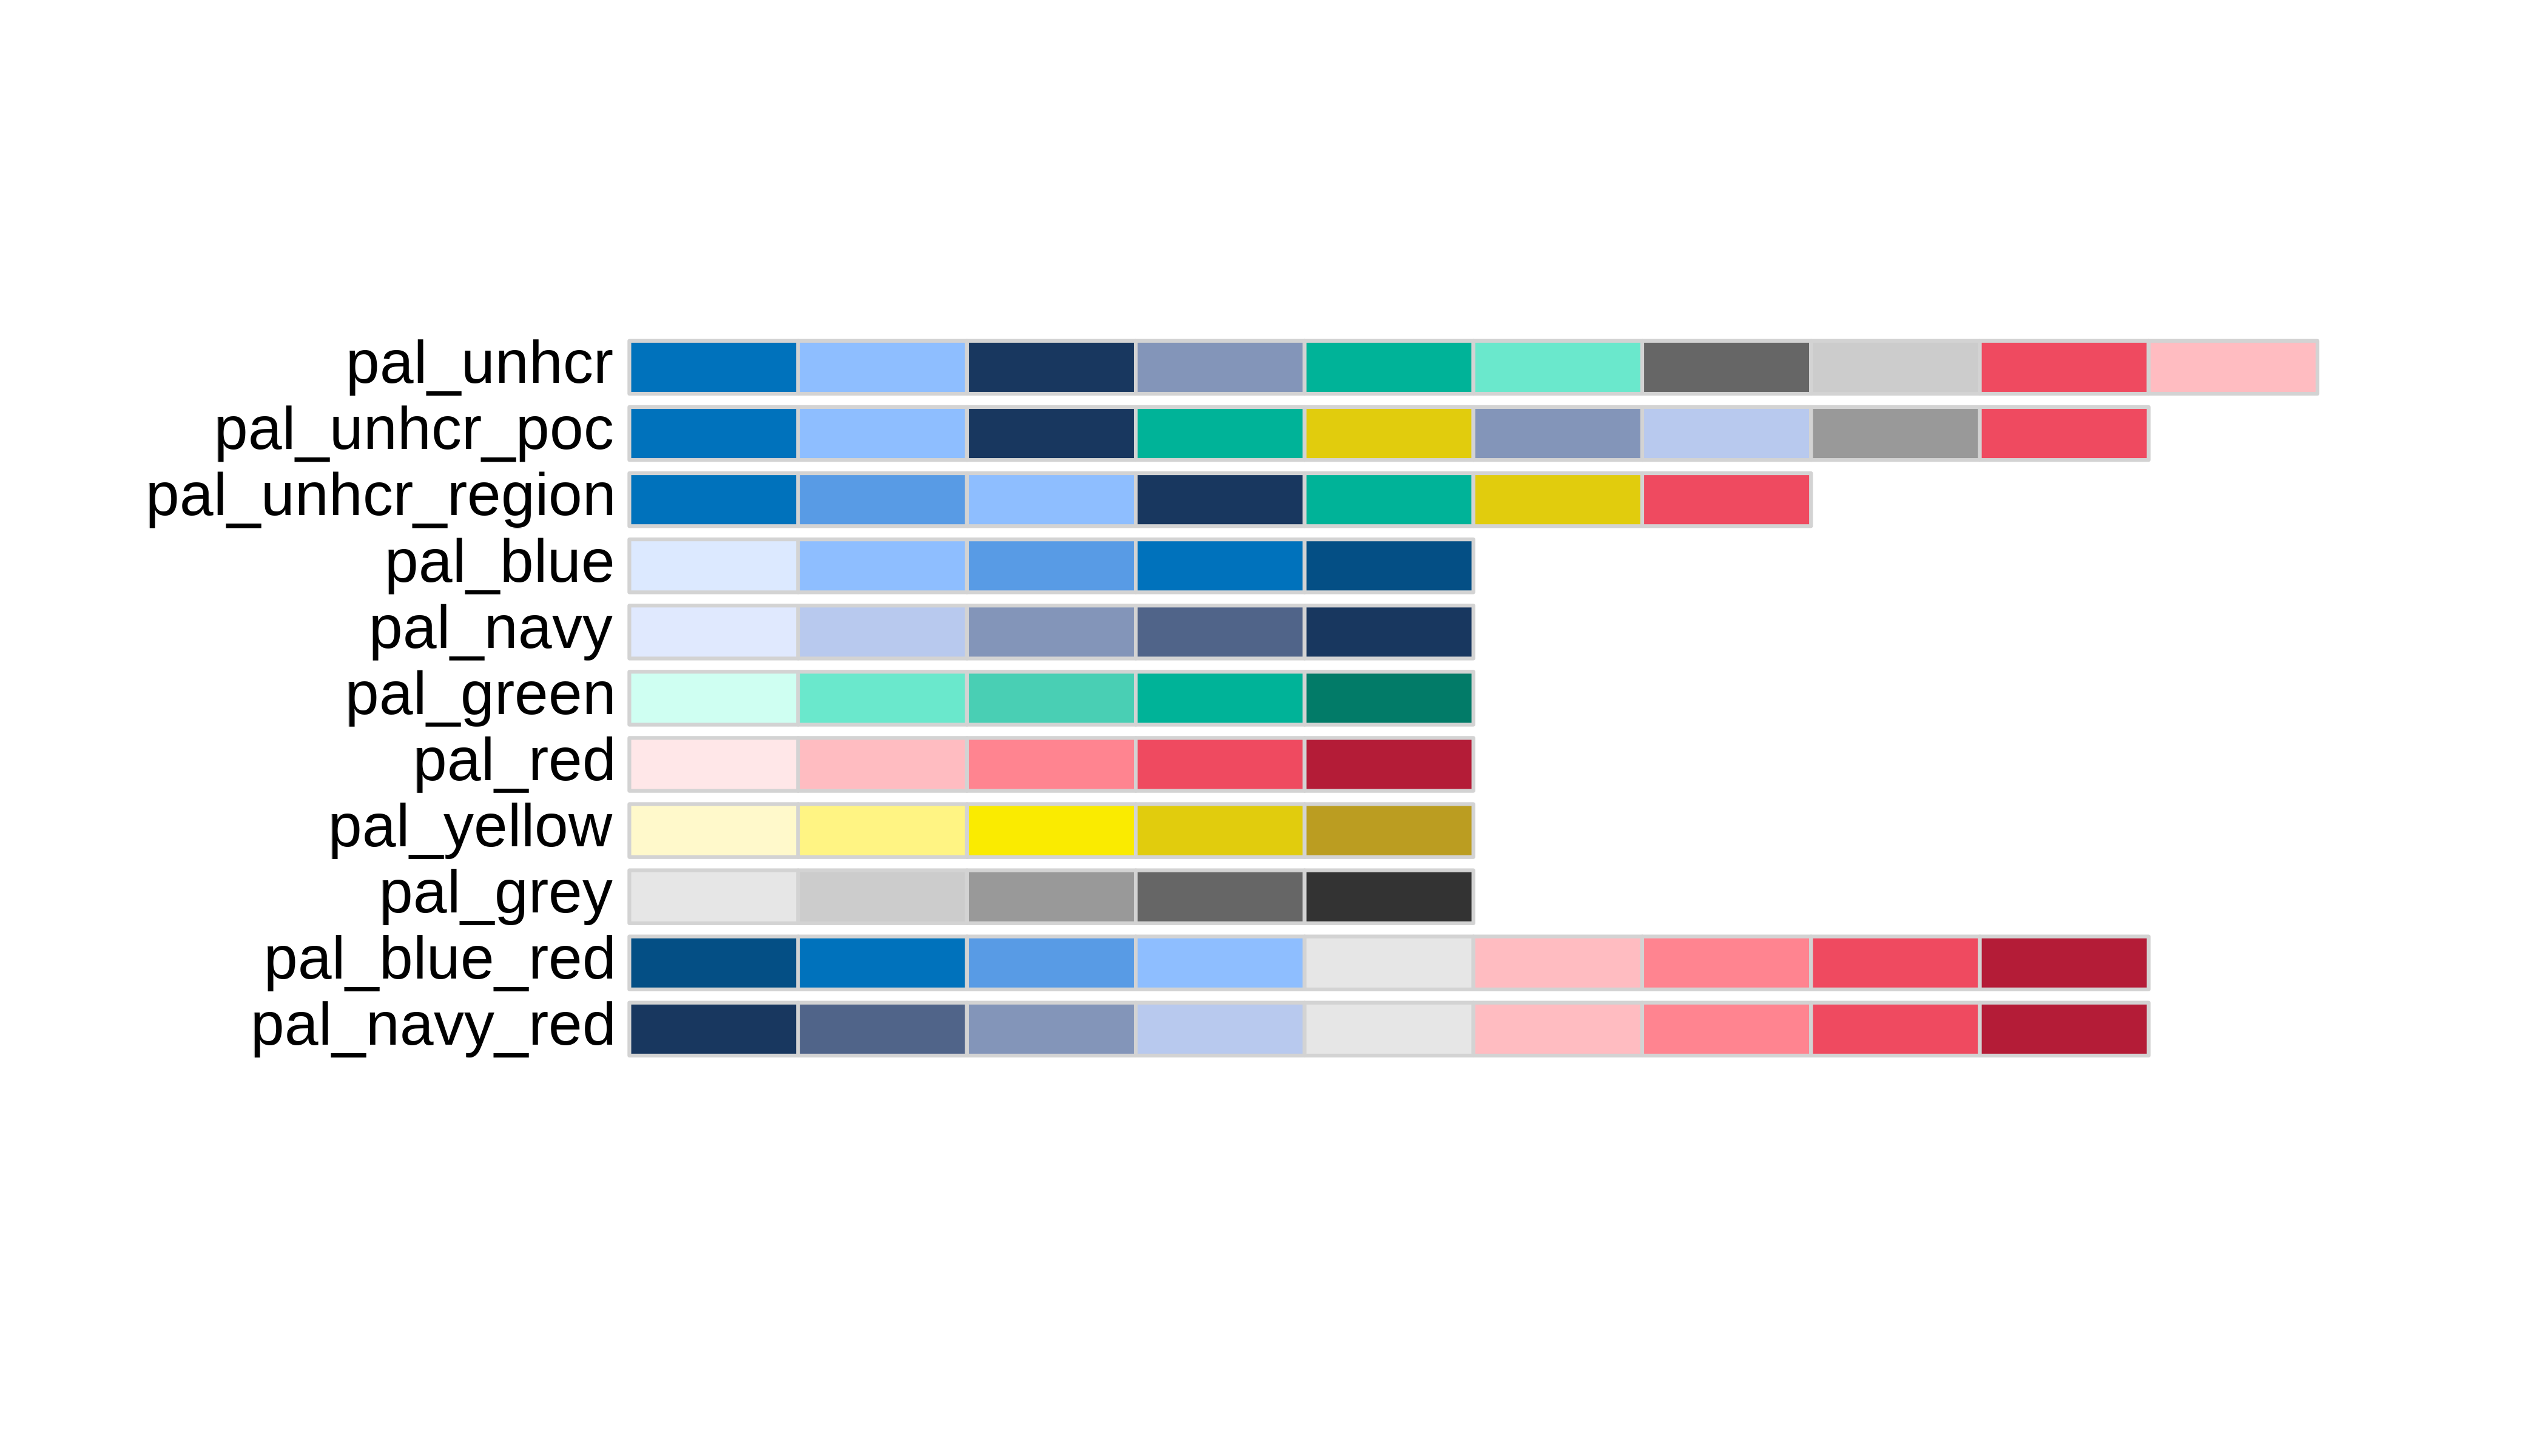 pal_unhcr
pal_unhcr_poc
pal_unhcr_region
pal_blue
pal_navy
pal_green
pal_red
pal_yellow
pal_grey
pal_blue_red
pal_navy_red